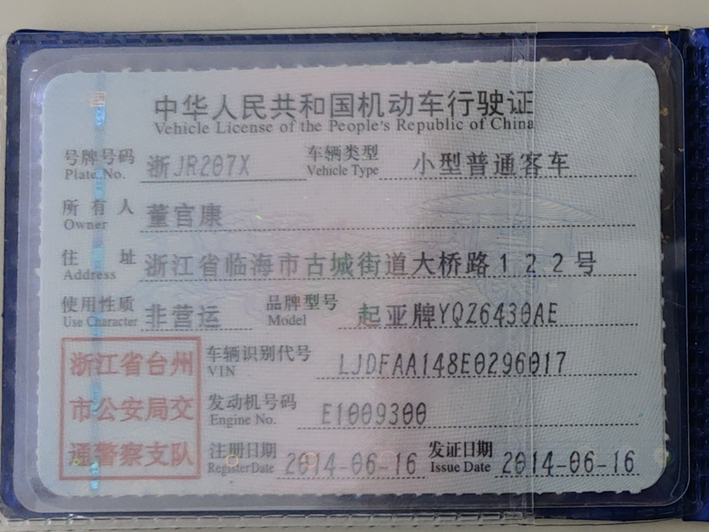 中华人民共和国机动车行驶证
Vehicle License of the People's Republic of China
号牌号码 浙JR207X 车辆类型 小型普通客车
Plate No. Vehicle Type
所有人 董官康
Owner
住址 浙江省临海市古城街道大桥路122号
Address
使用性质 非营运 品牌型号 起亚牌YQZ6430AE
Use Character Model
浙江省台州
市公安局交
通警察支队
车辆识别代号 LJDFAA148E0296017
VIN
发动机号码 E1009300
Engine No.
注册日期 2014-06-16 发证日期 2014-06-16
RegisterDate Issue Date